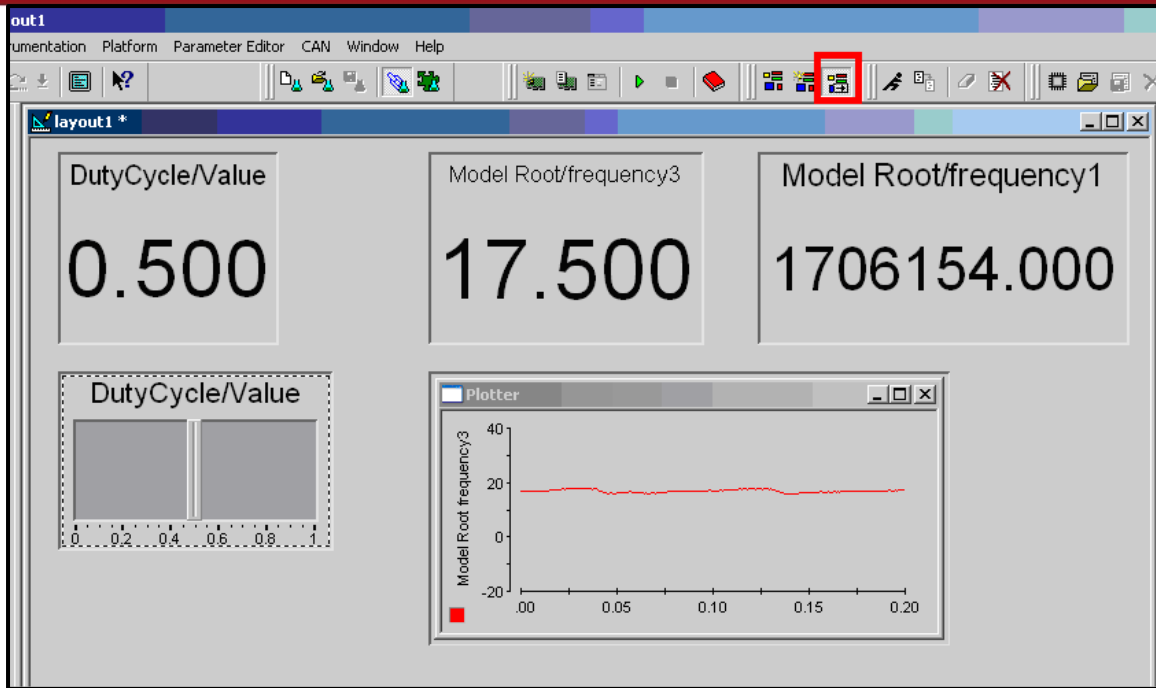 out1
rumentation Platform Parameter Editor CAN Window Help
layout1 *
DutyCycle/Value
0.500
Model Root/frequency3
17.500
Model Root/frequency1
1706154.000
DutyCycle/Value
0 0.2 0.4 0.6 0.8 1
Plotter
Model Root frequency3
40
20
0
-20
.00 0.05 0.10 0.15 0.20